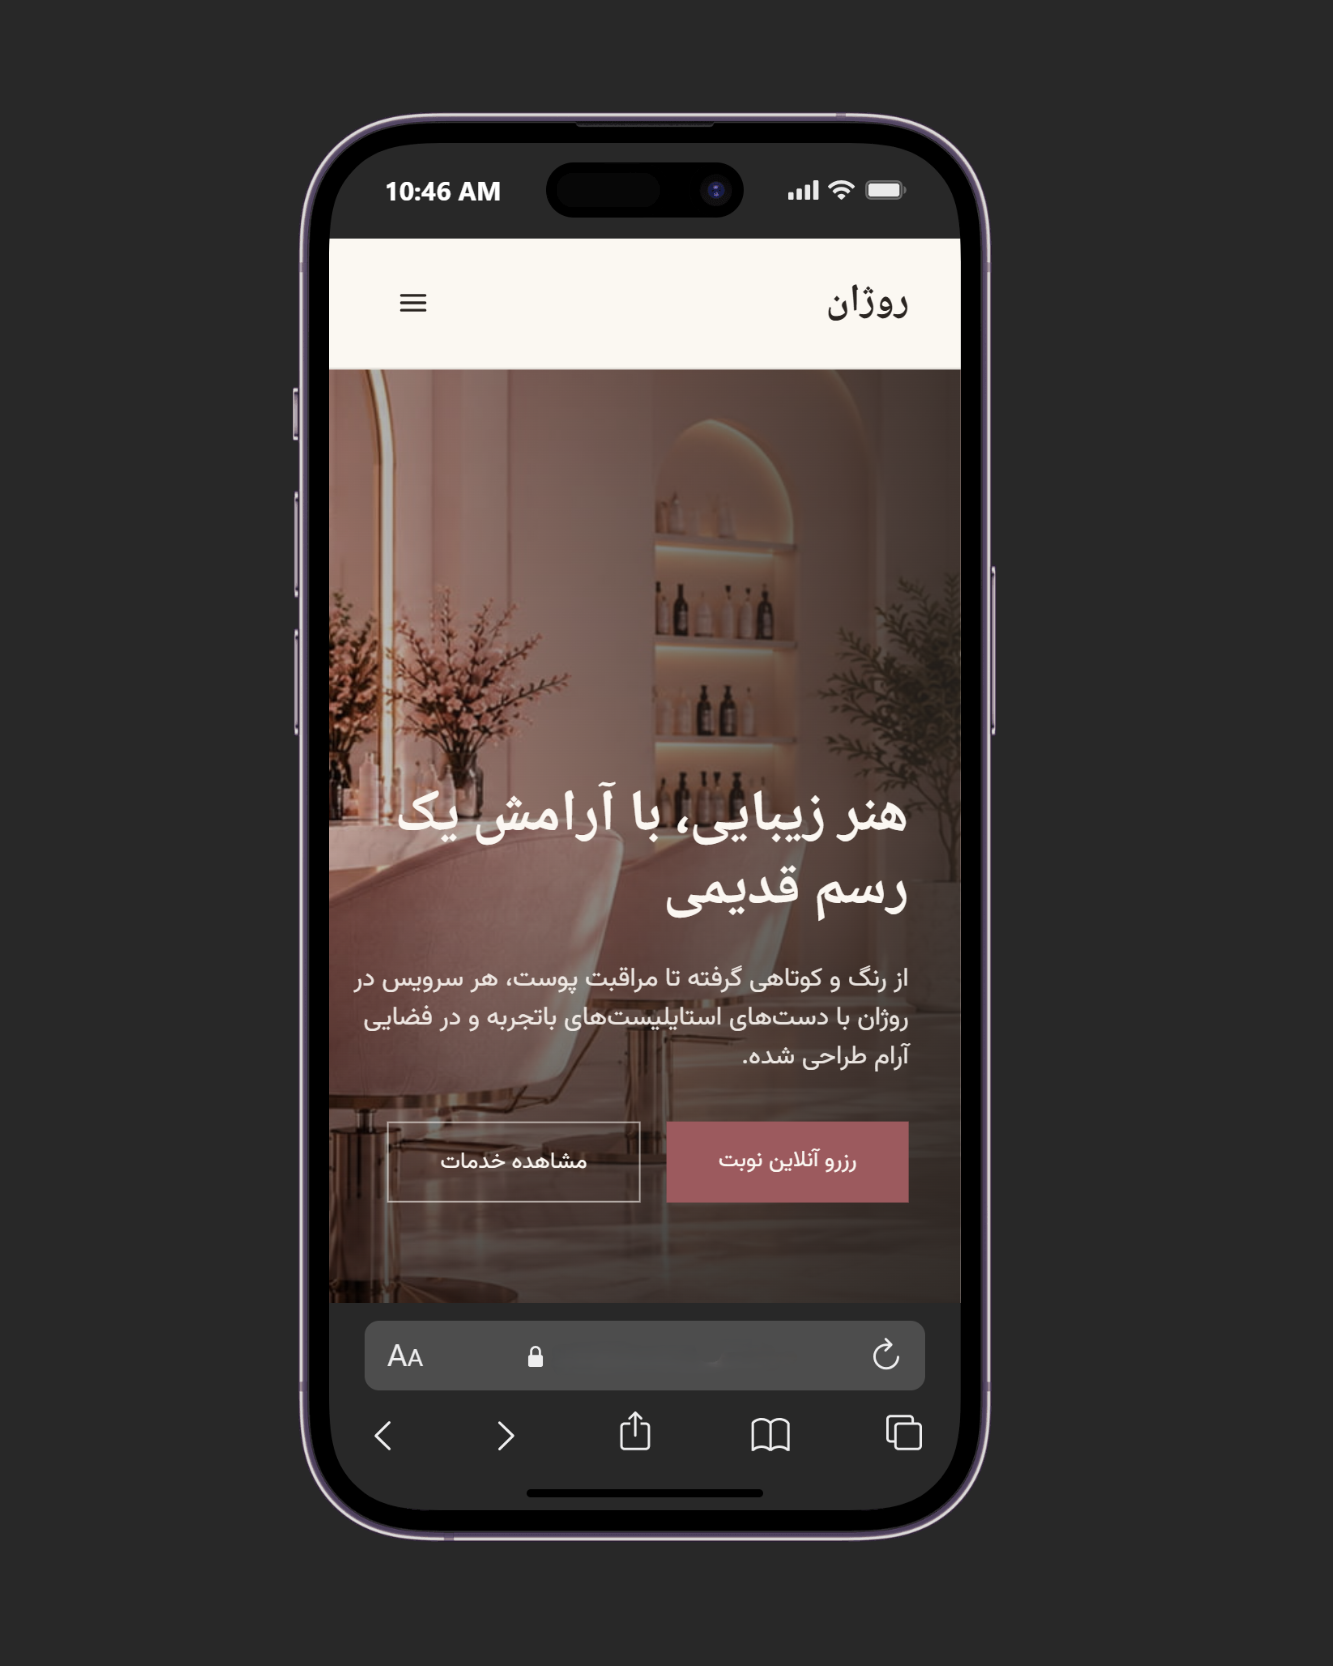 10:46 AM
روژان
هنر زیبایی، با آرامش یک
رسم قدیمی
از رنگ و کوتاهی گرفته تا مراقبت پوست، هر سرویس در
روژان با دست‌های استایلیست‌های باتجربه و در فضایی
آرام طراحی شده.
رزرو آنلاین نوبت
مشاهده خدمات
AA